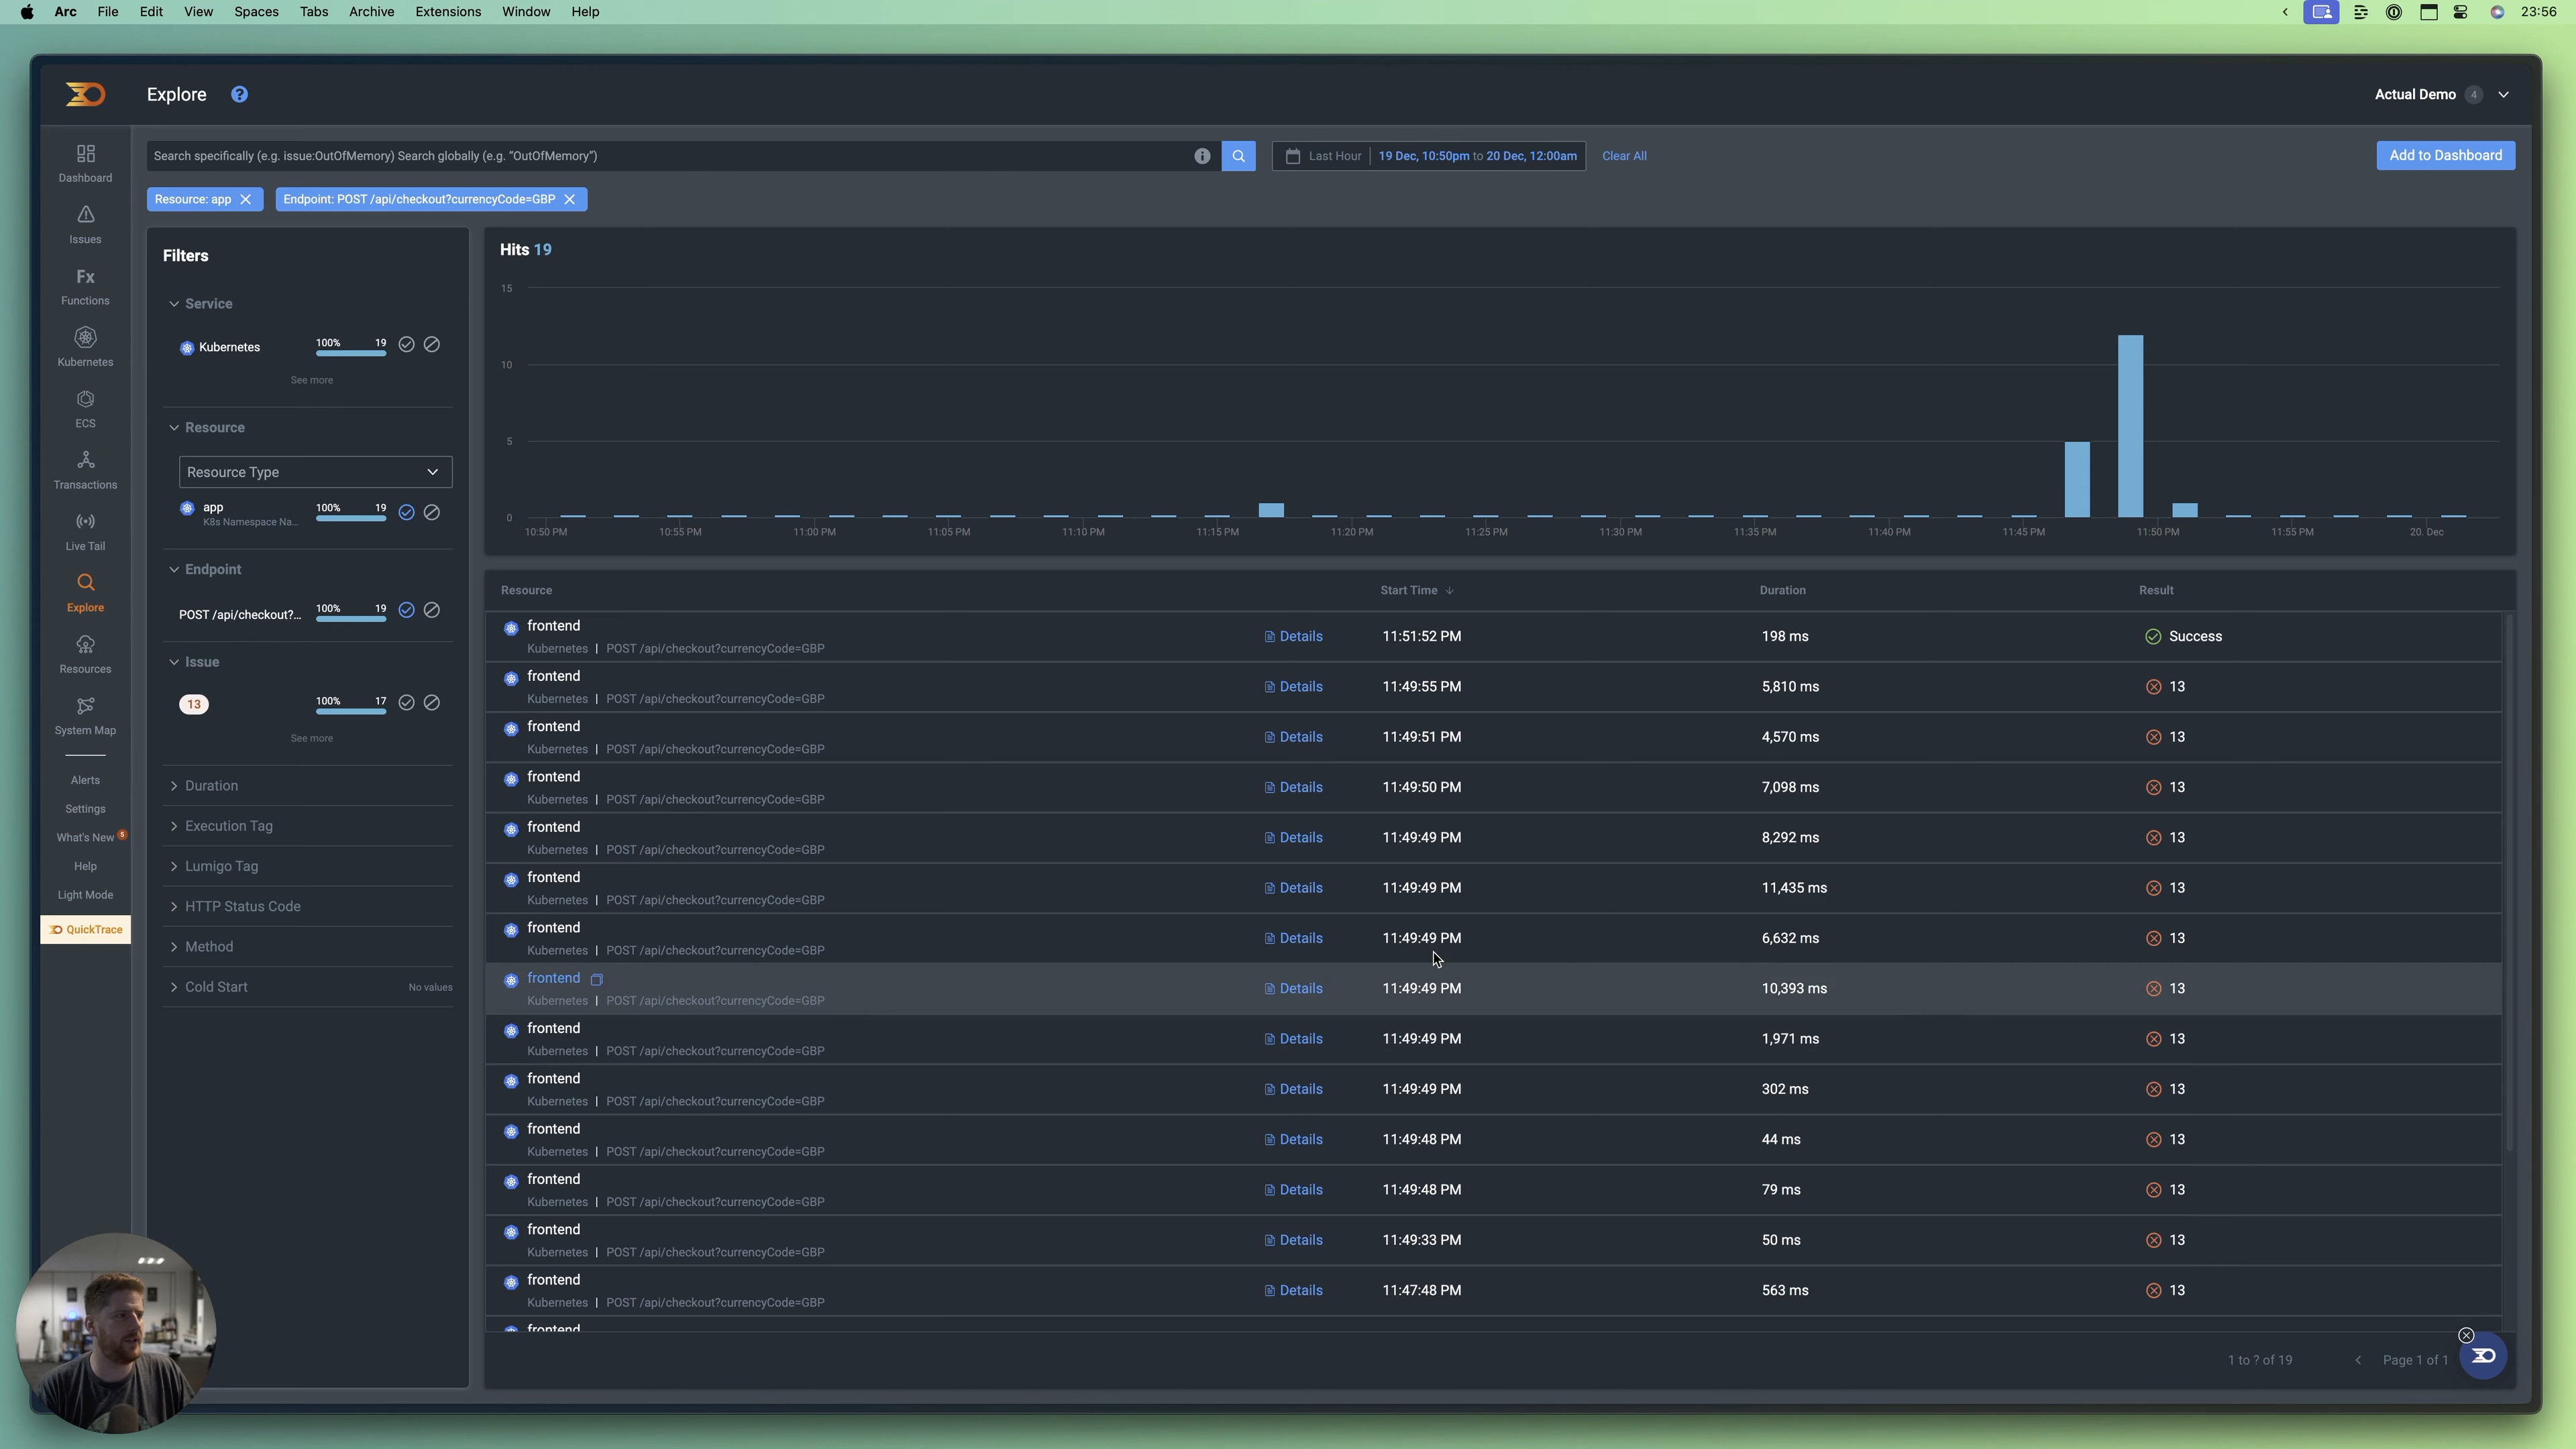 Arc File Edit View Spaces Tabs Archive Extensions Window Help 23:56
Explore ?
Actual Demo 4
Search specifically (e.g. issue:OutOfMemory) Search globally (e.g. “OutOfMemory”)
Last Hour 19 Dec, 10:50pm to 20 Dec, 12:00am Clear All
Add to Dashboard
Resource: app Endpoint: POST /api/checkout?currencyCode=GBP
Dashboard
Issues
Fx
Functions
Kubernetes
ECS
Transactions
Live Tail
Explore
Resources
System Map
Alerts
Settings
What's New 5
Help
Light Mode
QuickTrace
Filters
Service
Kubernetes 100% 19
See more
Resource
Resource Type
app 100% 19
K8s Namespace Na...
Endpoint
POST /api/checkout?... 100% 19
Issue
13 100% 17
See more
Duration
Execution Tag
Lumigo Tag
HTTP Status Code
Method
Cold Start No values
Hits 19
15
10
5
0
10:50 PM 10:55 PM 11:00 PM 11:05 PM 11:10 PM 11:15 PM 11:20 PM 11:25 PM 11:30 PM 11:35 PM 11:40 PM 11:45 PM 11:50 PM 11:55 PM 20. Dec
Resource Start Time Duration Result
frontend
Kubernetes | POST /api/checkout?currencyCode=GBP Details 11:51:52 PM 198 ms Success
frontend
Kubernetes | POST /api/checkout?currencyCode=GBP Details 11:49:55 PM 5,810 ms 13
frontend
Kubernetes | POST /api/checkout?currencyCode=GBP Details 11:49:51 PM 4,570 ms 13
frontend
Kubernetes | POST /api/checkout?currencyCode=GBP Details 11:49:50 PM 7,098 ms 13
frontend
Kubernetes | POST /api/checkout?currencyCode=GBP Details 11:49:49 PM 8,292 ms 13
frontend
Kubernetes | POST /api/checkout?currencyCode=GBP Details 11:49:49 PM 11,435 ms 13
frontend
Kubernetes | POST /api/checkout?currencyCode=GBP Details 11:49:49 PM 6,632 ms 13
frontend
Kubernetes | POST /api/checkout?currencyCode=GBP Details 11:49:49 PM 10,393 ms 13
frontend
Kubernetes | POST /api/checkout?currencyCode=GBP Details 11:49:49 PM 1,971 ms 13
frontend
Kubernetes | POST /api/checkout?currencyCode=GBP Details 11:49:49 PM 302 ms 13
frontend
Kubernetes | POST /api/checkout?currencyCode=GBP Details 11:49:48 PM 44 ms 13
frontend
Kubernetes | POST /api/checkout?currencyCode=GBP Details 11:49:48 PM 79 ms 13
frontend
Kubernetes | POST /api/checkout?currencyCode=GBP Details 11:49:33 PM 50 ms 13
frontend
Kubernetes | POST /api/checkout?currencyCode=GBP Details 11:47:48 PM 563 ms 13
frontend
1 to ? of 19 Page 1 of 1